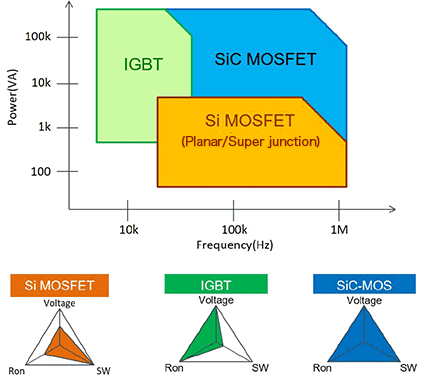 Power(VA)
100k
10k
1k
100
IGBT
SiC MOSFET
Si MOSFET
(Planar/Super junction)
10k
100k
1M
Frequency(Hz)
Si MOSFET
Voltage
Ron
SW
IGBT
Voltage
Ron
SW
SiC-MOS
Voltage
Ron
SW